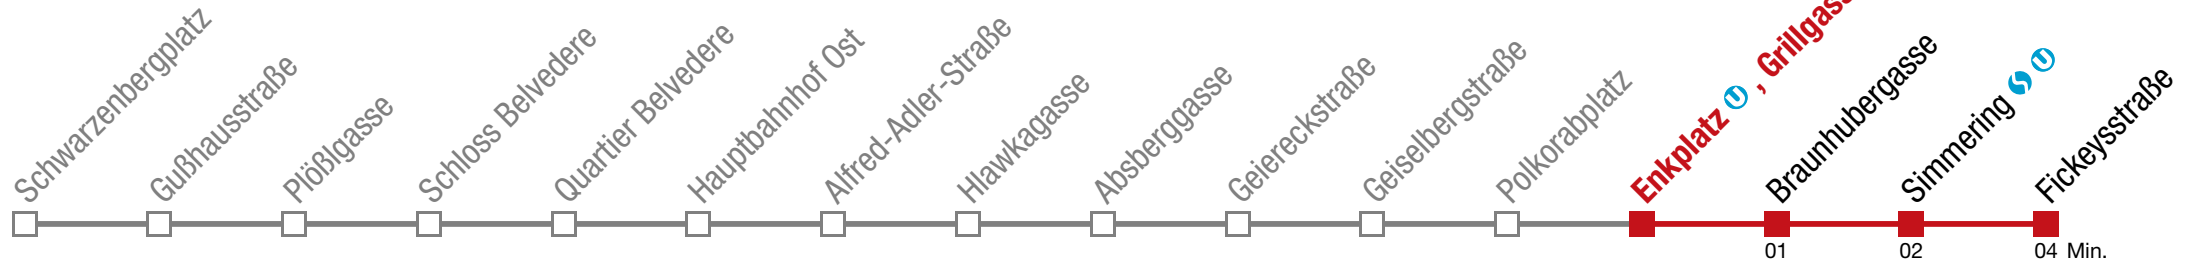 Schwarzenbergplatz
Gußhausstraße
Plößlgasse
Schloss Belvedere
Quartier Belvedere
Hauptbahnhof Ost
Alfred-Adler-Straße
Hlawkagasse
Absberggasse
Geiereckstraße
Geiselbergstraße
Polkorabplatz
Enkplatz U , Grillgass
Braunhubergasse
Simmering S U
Fickeysstraße
01
02
04 Min.